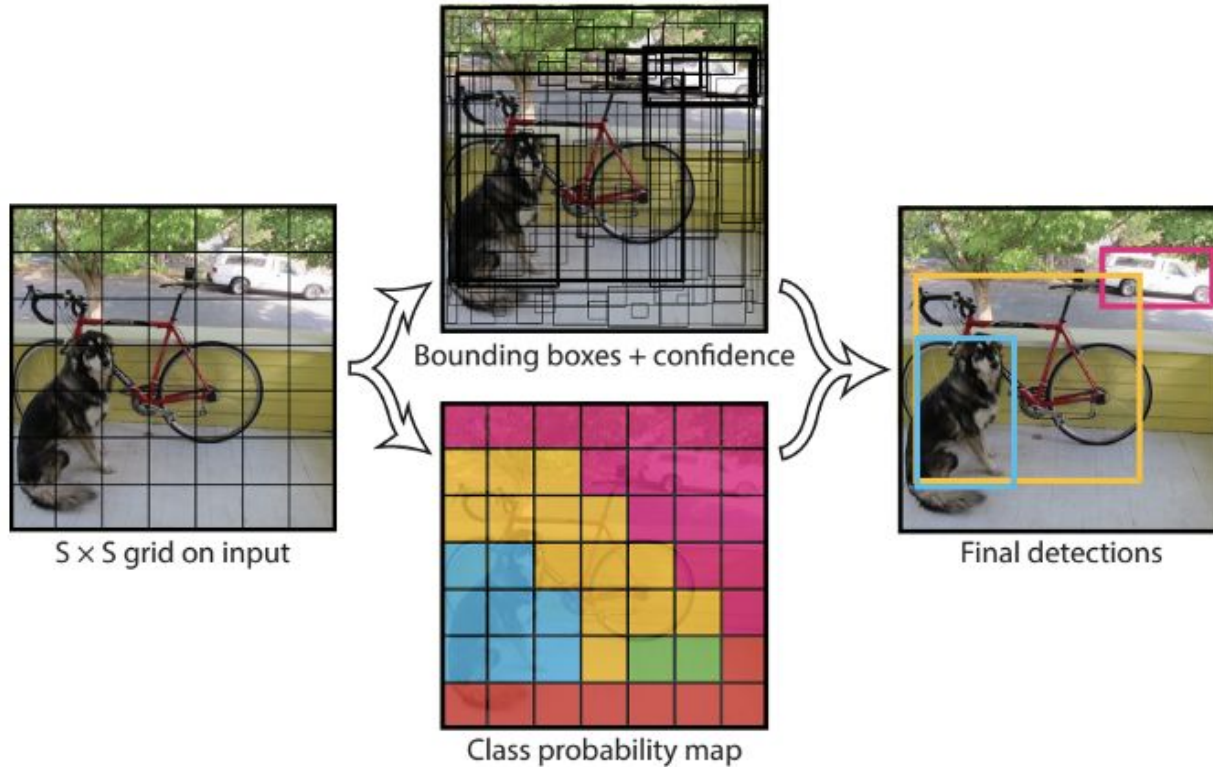 S × S grid on input
Bounding boxes + confidence
Class probability map
Final detections